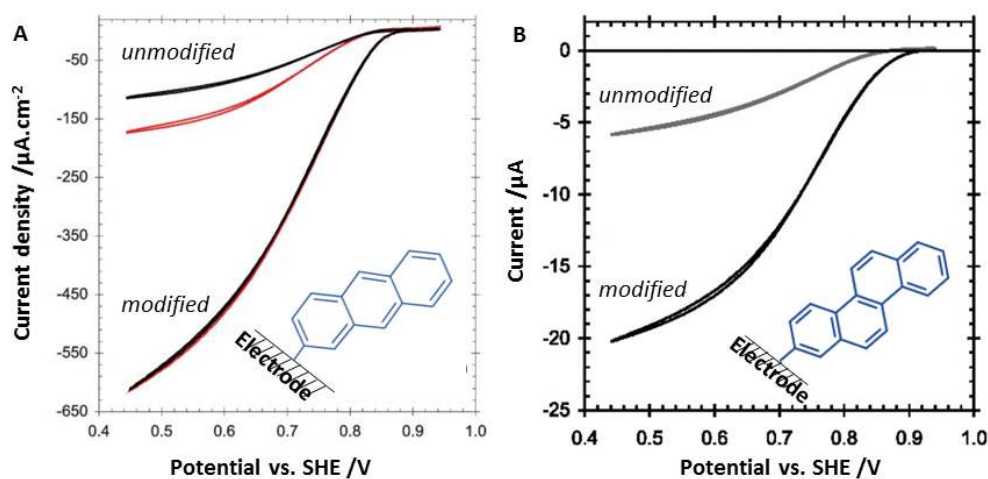 A
unmodified
modified
Electrode
Current density /µA.cm⁻²
-50
-150
-250
-350
-450
-550
-650
0.4
0.5
0.6
0.7
0.8
0.9
1.0
Potential vs. SHE /V
B
unmodified
modified
Electrode
Current /µA
0
-5
-10
-15
-20
-25
0.4
0.5
0.6
0.7
0.8
0.9
1.0
Potential vs. SHE /V